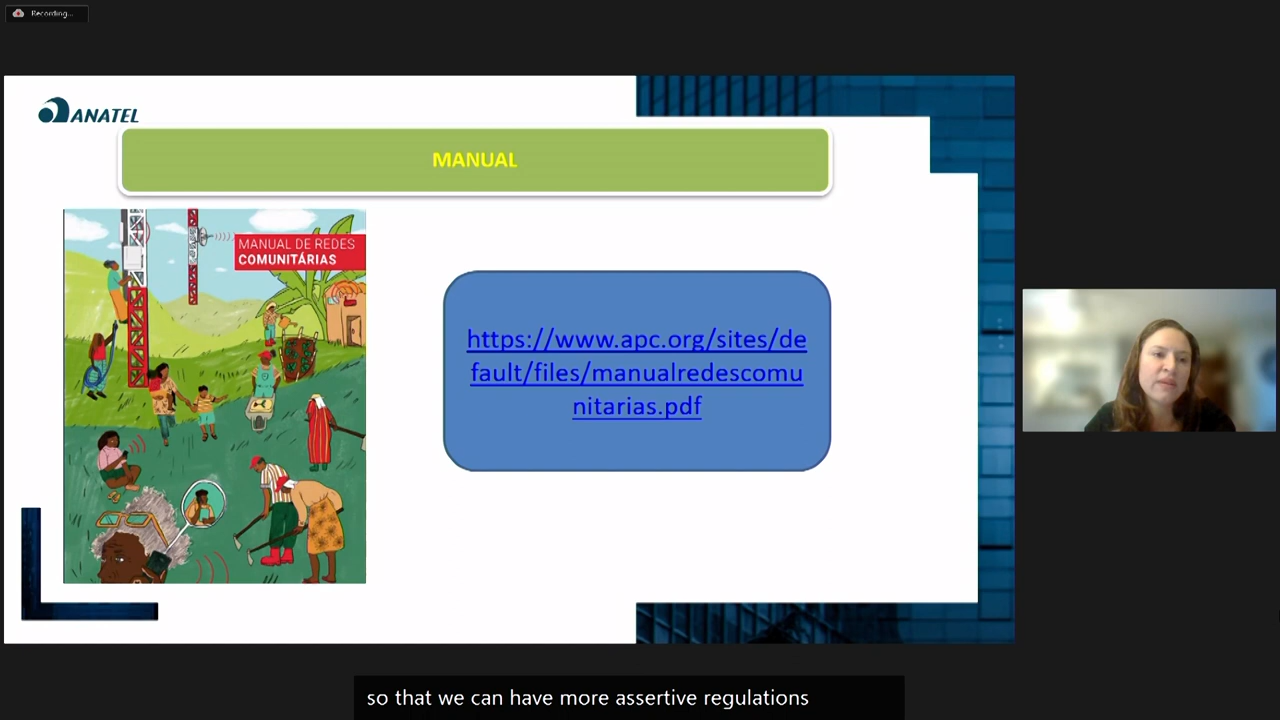 Recording...
ANATEL
MANUAL
MANUAL DE REDES
COMUNITÁRIAS
https://www.apc.org/sites/de
fault/files/manualredescomu
nitarias.pdf
so that we can have more assertive regulations